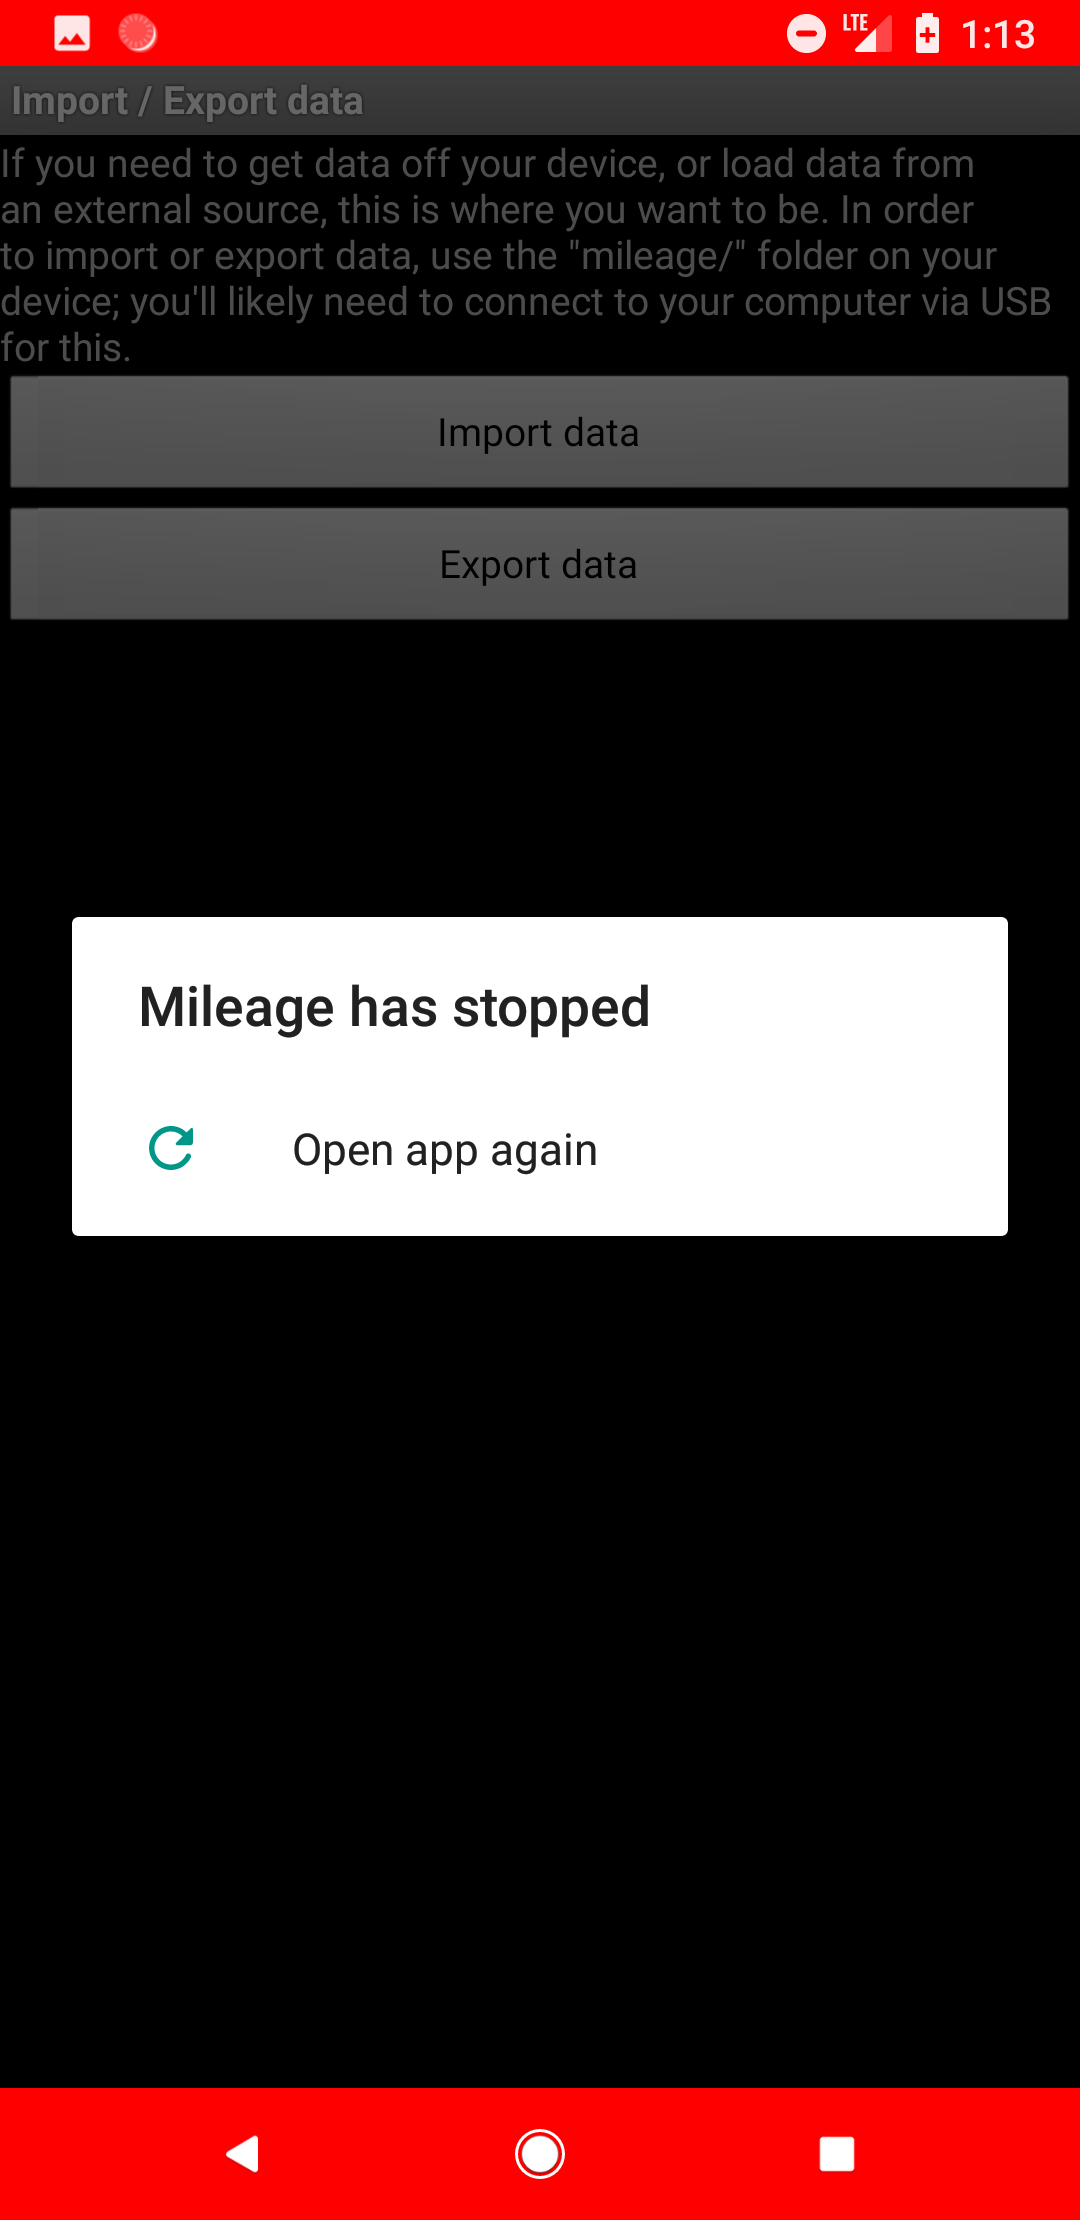 LTE 1:13
Import / Export data
If you need to get data off your device, or load data from
an external source, this is where you want to be. In order
to import or export data, use the "mileage/" folder on your
device; you'll likely need to connect to your computer via USB
for this.
Import data
Export data
Mileage has stopped
Open app again